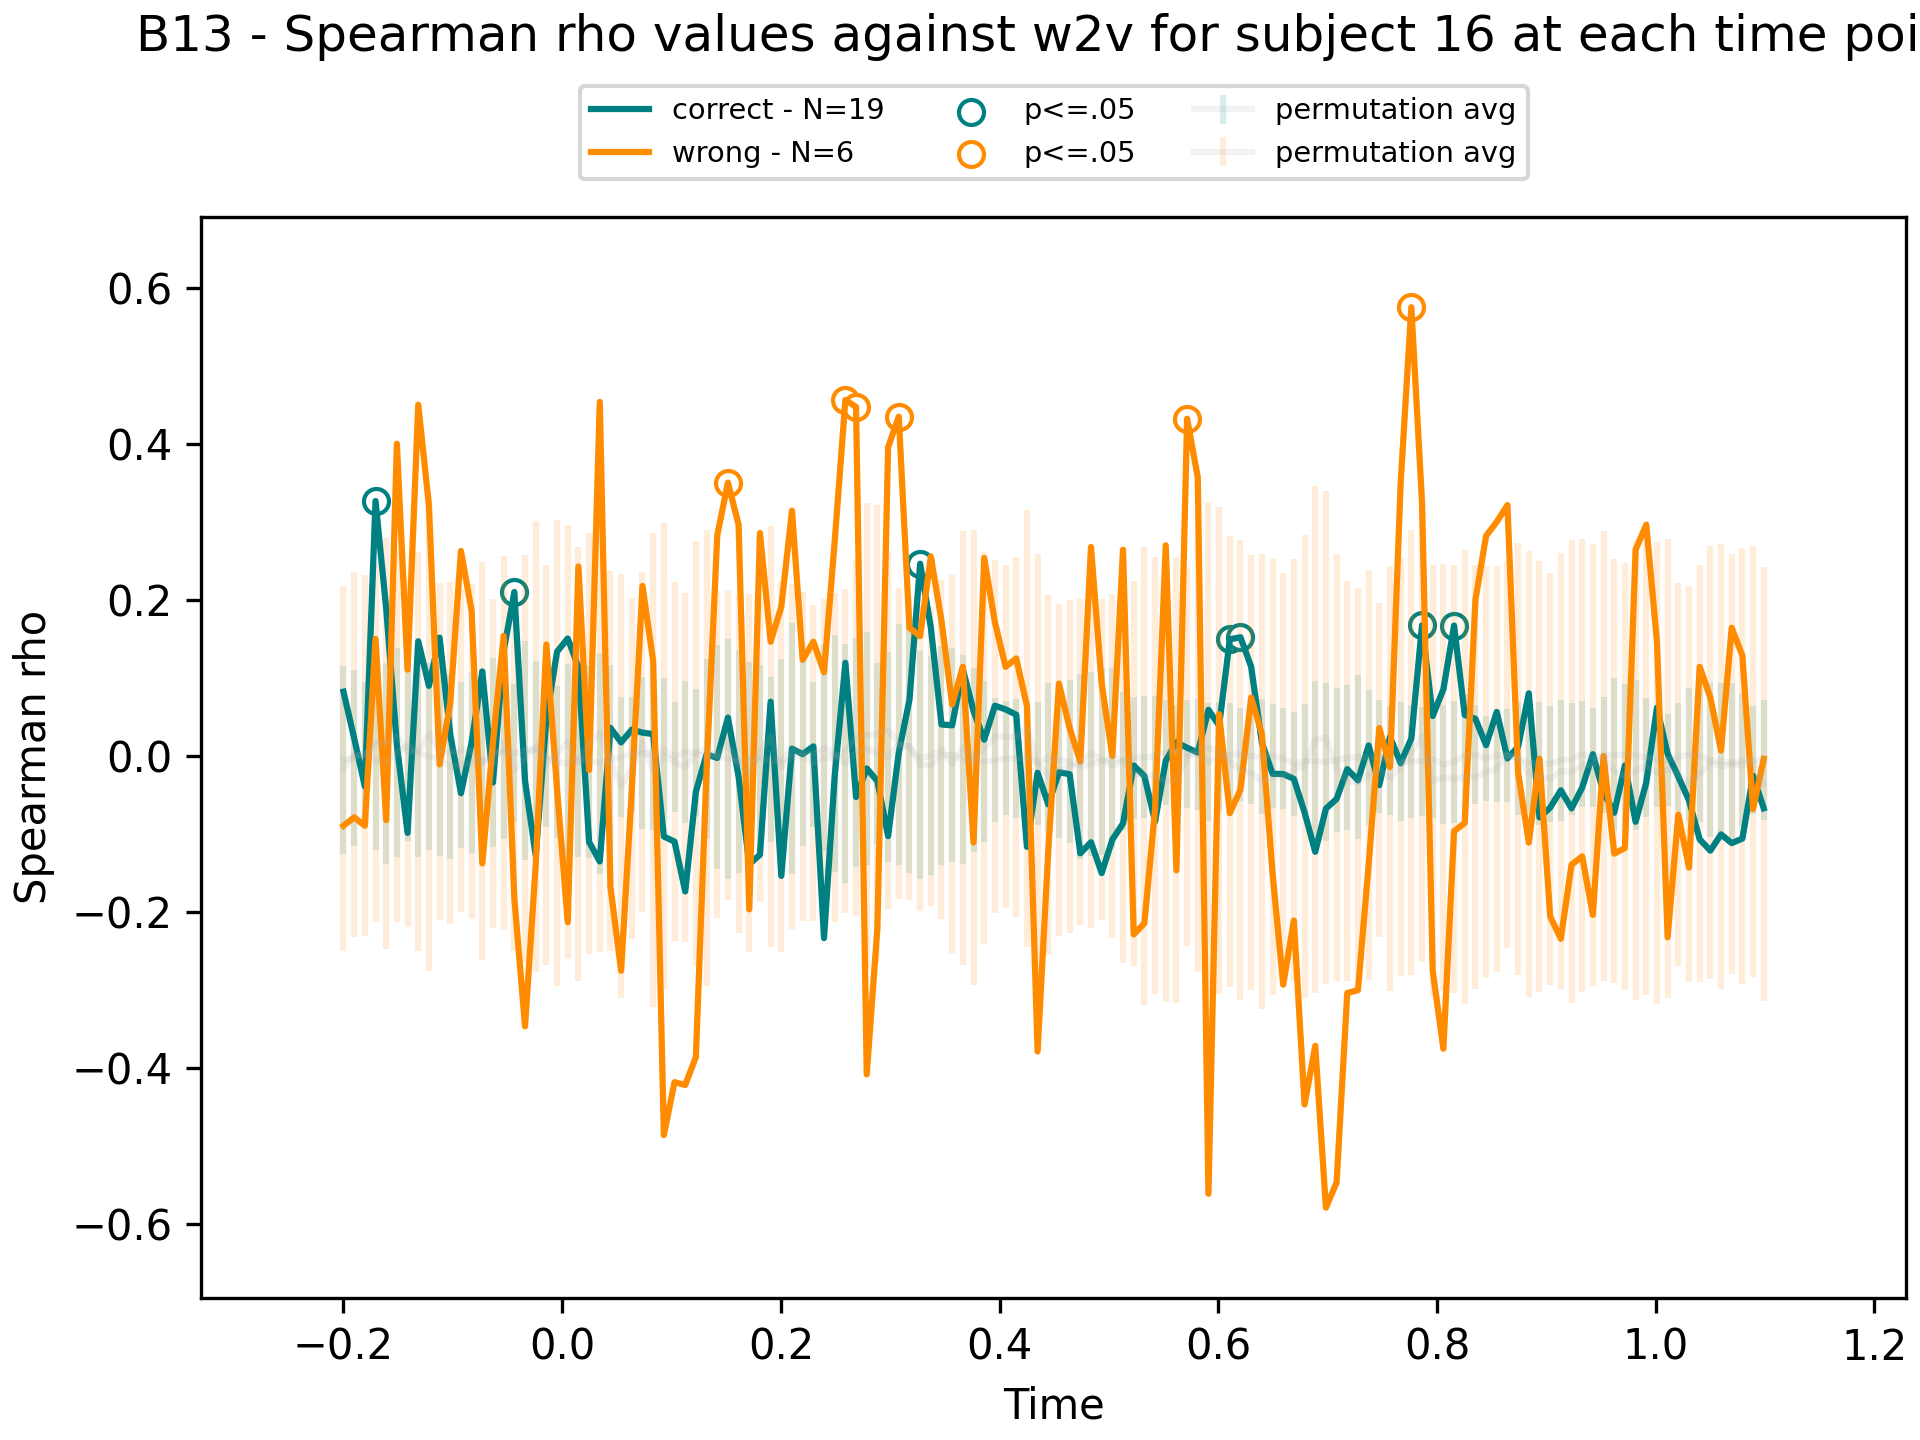 B13 - Spearman rho values against w2v for subject 16 at each time poi
correct - N=19
wrong - N=6
p<=.05
p<=.05
permutation avg
permutation avg
Spearman rho
0.6
0.4
0.2
0.0
−0.2
−0.4
−0.6
−0.2
0.0
0.2
0.4
0.6
0.8
1.0
1.2
Time